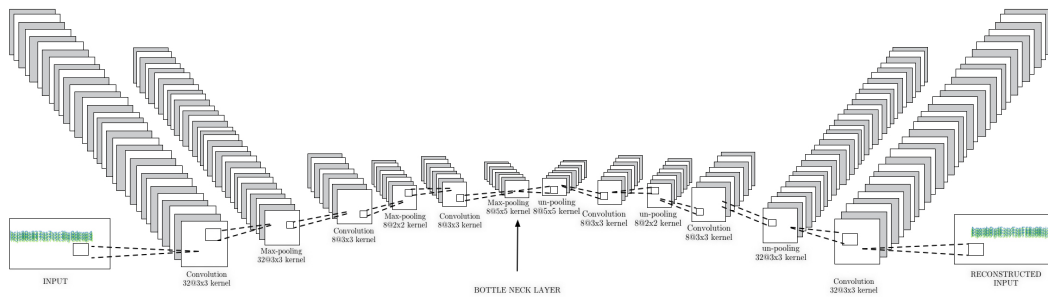 INPUT
Convolution
32@3x3 kernel
Max-pooling
32@3x3 kernel
Convolution
8@3x3 kernel
Max-pooling
8@2x2 kernel
Convolution
8@3x3 kernel
Max-pooling
8@5x5 kernel
un-pooling
8@5x5 kernel
Convolution
8@3x3 kernel
un-pooling
8@2x2 kernel
Convolution
8@3x3 kernel
un-pooling
32@3x3 kernel
Convolution
32@3x3 kernel
RECONSTRUCTED
INPUT
BOTTLE NECK LAYER